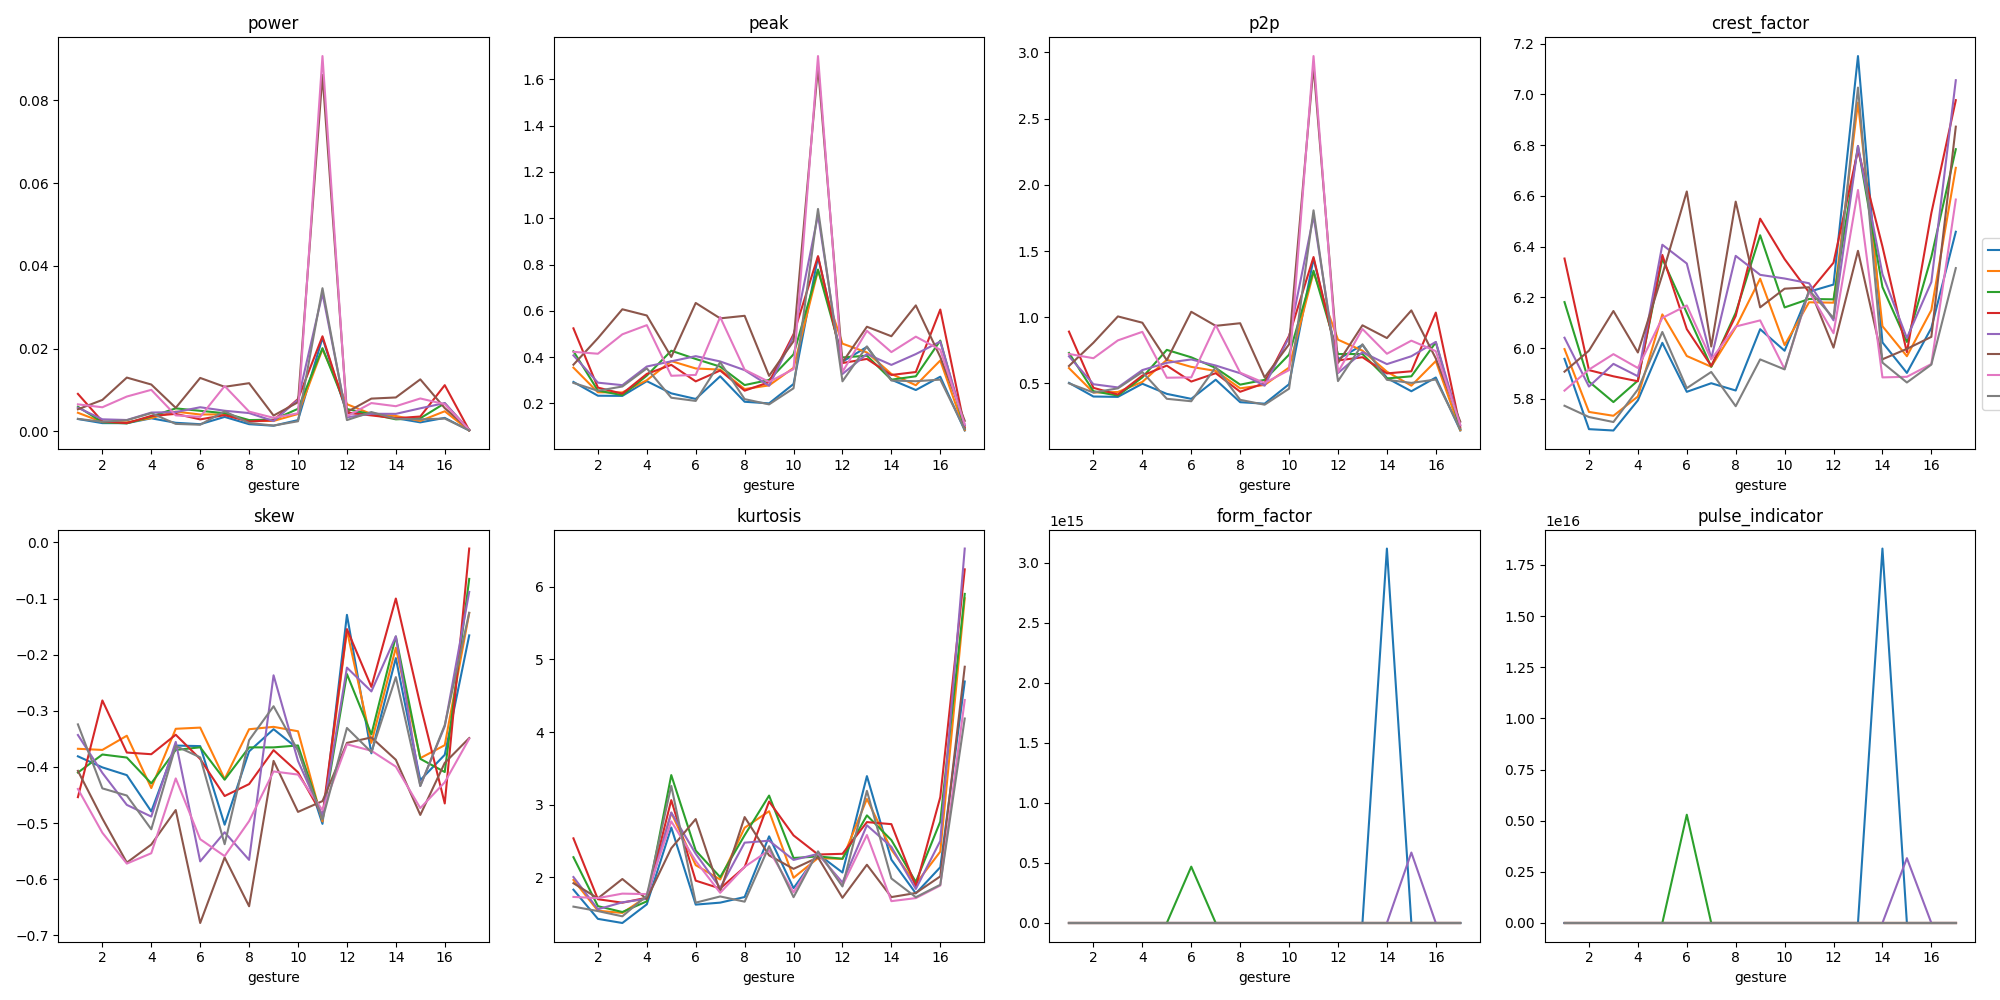 power
0.08
0.06
0.04
0.02
0.00
2 4 6 8 10 12 14 16
gesture
peak
1.6
1.4
1.2
1.0
0.8
0.6
0.4
0.2
2 4 6 8 10 12 14 16
gesture
p2p
3.0
2.5
2.0
1.5
1.0
0.5
2 4 6 8 10 12 14 16
gesture
crest_factor
7.2
7.0
6.8
6.6
6.4
6.2
6.0
5.8
2 4 6 8 10 12 14 16
gesture
skew
0.0
−0.1
−0.2
−0.3
−0.4
−0.5
−0.6
−0.7
2 4 6 8 10 12 14 16
gesture
kurtosis
6
5
4
3
2
2 4 6 8 10 12 14 16
gesture
form_factor
1e15
3.0
2.5
2.0
1.5
1.0
0.5
0.0
2 4 6 8 10 12 14 16
gesture
pulse_indicator
1e16
1.75
1.50
1.25
1.00
0.75
0.50
0.25
0.00
2 4 6 8 10 12 14 16
gesture